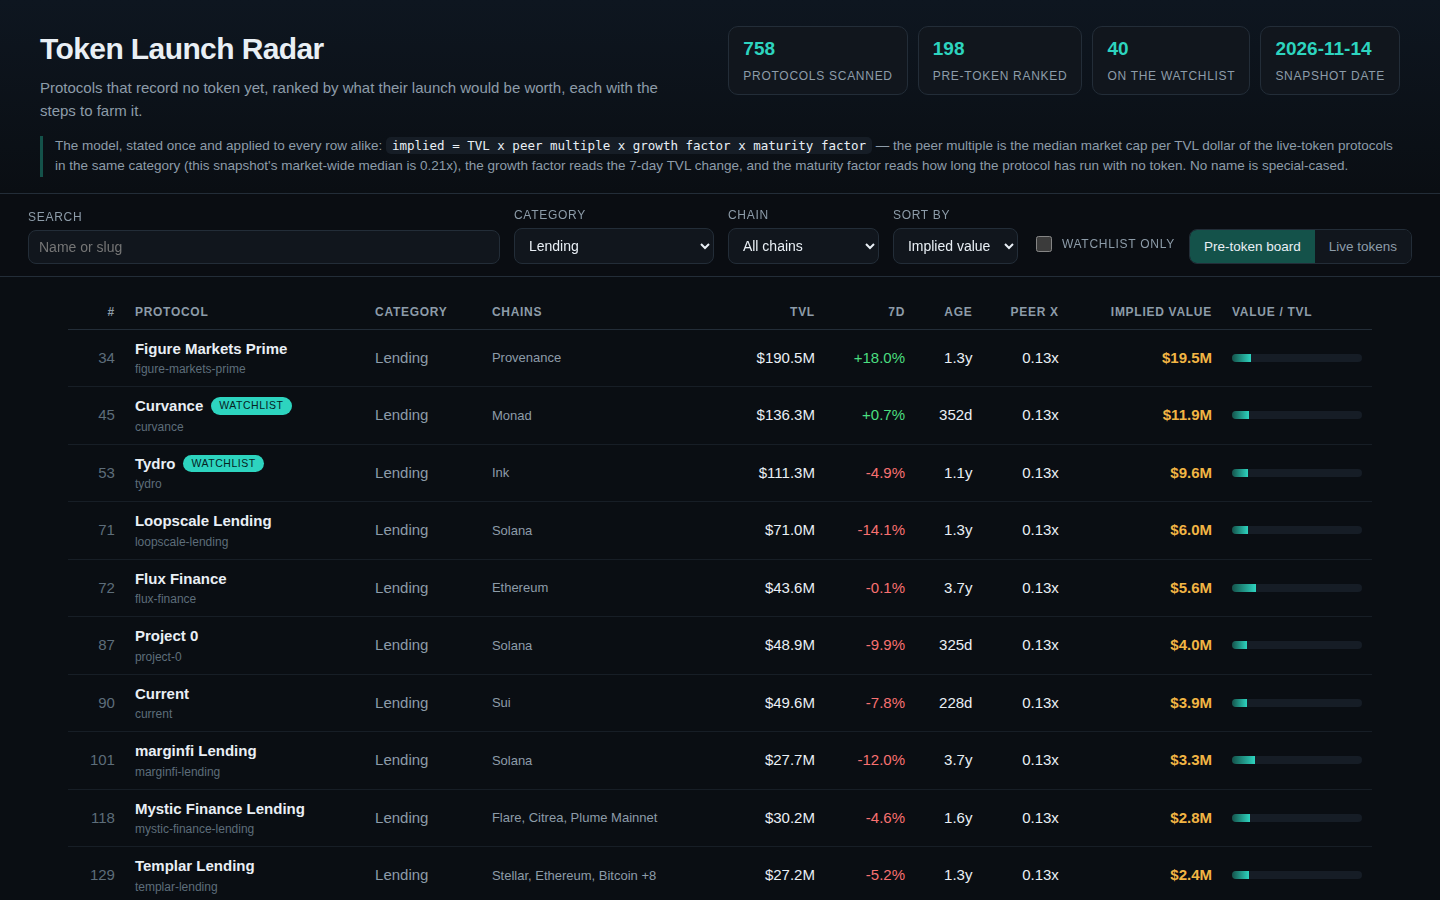 Token Launch Radar
Protocols that record no token yet, ranked by what their launch would be worth, each with the
steps to farm it.
758
PROTOCOLS SCANNED
198
PRE-TOKEN RANKED
40
ON THE WATCHLIST
2026-11-14
SNAPSHOT DATE
The model, stated once and applied to every row alike: implied = TVL x peer multiple x growth factor x maturity factor — the peer multiple is the median market cap per TVL dollar of the live-token protocols
in the same category (this snapshot's market-wide median is 0.21x), the growth factor reads the 7-day TVL change, and the maturity factor reads how long the protocol has run with no token. No name is special-cased.
SEARCH
Name or slug
CATEGORY
Lending
CHAIN
All chains
SORT BY
Implied value
WATCHLIST ONLY
Pre-token board
Live tokens
# PROTOCOL CATEGORY CHAINS TVL 7D AGE PEER X IMPLIED VALUE VALUE / TVL
34 Figure Markets Prime Lending Provenance $190.5M +18.0% 1.3y 0.13x $19.5M
figure-markets-prime
45 Curvance WATCHLIST Lending Monad $136.3M +0.7% 352d 0.13x $11.9M
curvance
53 Tydro WATCHLIST Lending Ink $111.3M -4.9% 1.1y 0.13x $9.6M
tydro
71 Loopscale Lending Lending Solana $71.0M -14.1% 1.3y 0.13x $6.0M
loopscale-lending
72 Flux Finance Lending Ethereum $43.6M -0.1% 3.7y 0.13x $5.6M
flux-finance
87 Project 0 Lending Solana $48.9M -9.9% 325d 0.13x $4.0M
project-0
90 Current Lending Sui $49.6M -7.8% 228d 0.13x $3.9M
current
101 marginfi Lending Lending Solana $27.7M -12.0% 3.7y 0.13x $3.3M
marginfi-lending
118 Mystic Finance Lending Lending Flare, Citrea, Plume Mainnet $30.2M -4.6% 1.6y 0.13x $2.8M
mystic-finance-lending
129 Templar Lending Lending Stellar, Ethereum, Bitcoin +8 $27.2M -5.2% 1.3y 0.13x $2.4M
templar-lending